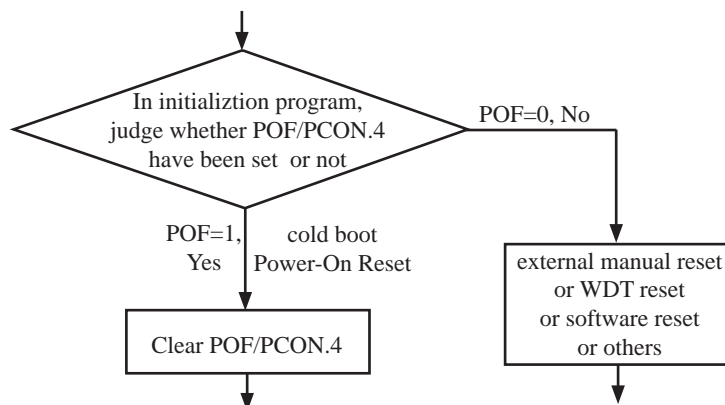 In initializtion program,
judge whether POF/PCON.4
have been set or not
POF=0, No
POF=1,
Yes
cold boot
Power-On Reset
external manual reset
or WDT reset
or software reset
or others
Clear POF/PCON.4